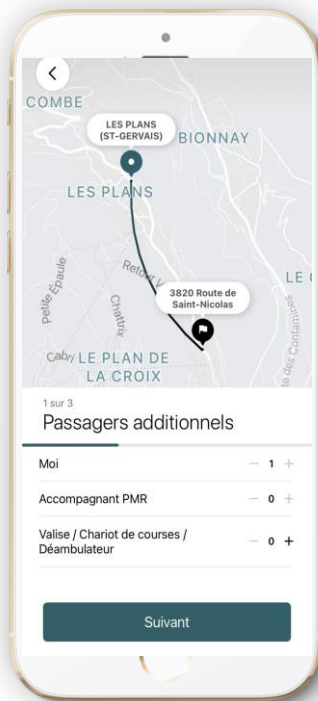 COMBE
LES PLANS
(ST-GERVAIS)
BIONNAY
LES PLANS
Petite Épaule
Chattrix
3820 Route de
Saint-Nicolas
Cabri
LE PLAN DE
LA CROIX
1 sur 3
Passagers additionnels
Moi
− 1 +
Accompagnant PMR
− 0 +
Valise / Chariot de courses /
Déambulateur
− 0 +
Suivant